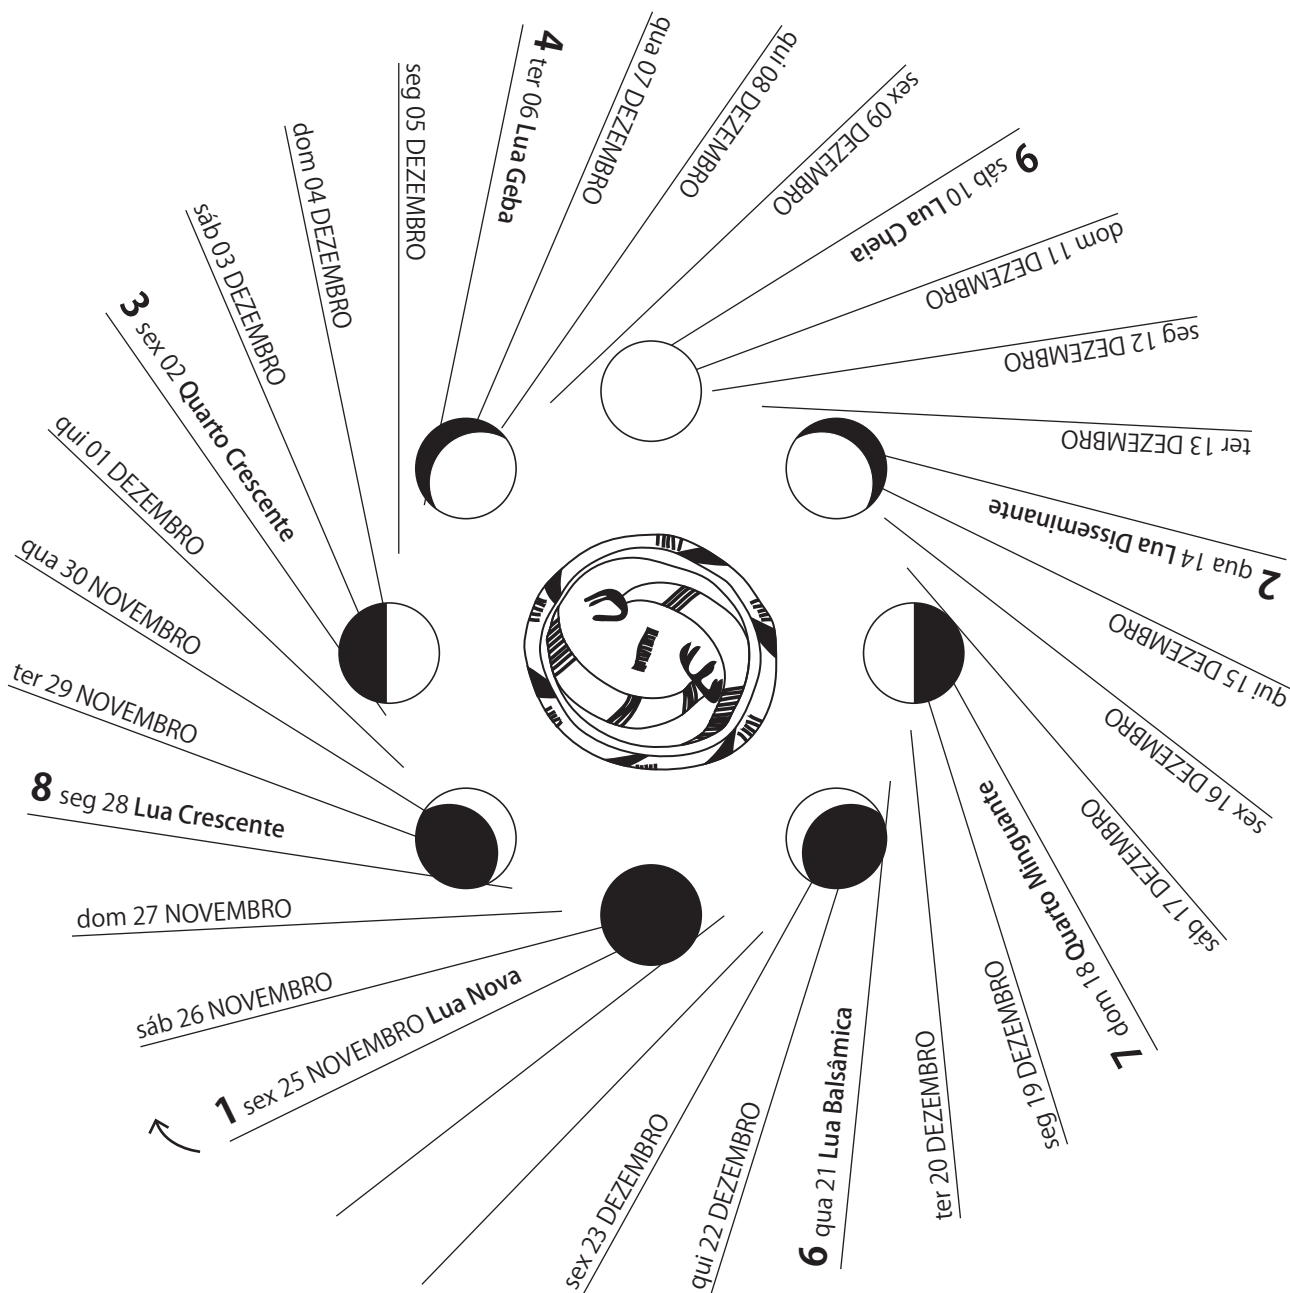 1 sex 25 NOVEMBRO Lua Nova
sáb 26 NOVEMBRO
dom 27 NOVEMBRO
8 seg 28 Lua Crescente
ter 29 NOVEMBRO
qua 30 NOVEMBRO
qui 01 DEZEMBRO
3 sex 02 Quarto Crescente
sáb 03 DEZEMBRO
dom 04 DEZEMBRO
seg 05 DEZEMBRO
4 ter 06 Lua Geba
qua 07 DEZEMBRO
qui 08 DEZEMBRO
sex 09 DEZEMBRO
9 sáb 10 Lua Cheia
dom 11 DEZEMBRO
seg 12 DEZEMBRO
ter 13 DEZEMBRO
2 qua 14 Lua Disseminante
qui 15 DEZEMBRO
sex 16 DEZEMBRO
sáb 17 DEZEMBRO
7 dom 18 Quarto Minguante
seg 19 DEZEMBRO
ter 20 DEZEMBRO
6 qua 21 Lua Balsâmica
qui 22 DEZEMBRO
sex 23 DEZEMBRO